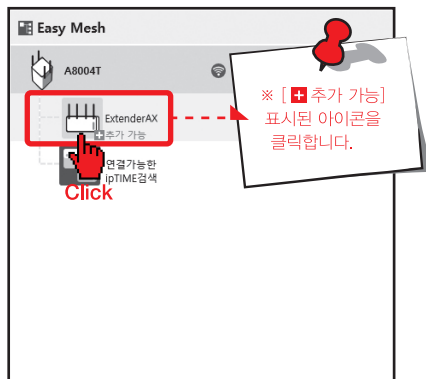 Easy Mesh
A8004T
ExtenderAX
추가 가능
연결가능한
ipTIME검색
Click
※ [ + 추가 가능]
표시된 아이콘을
클릭합니다.